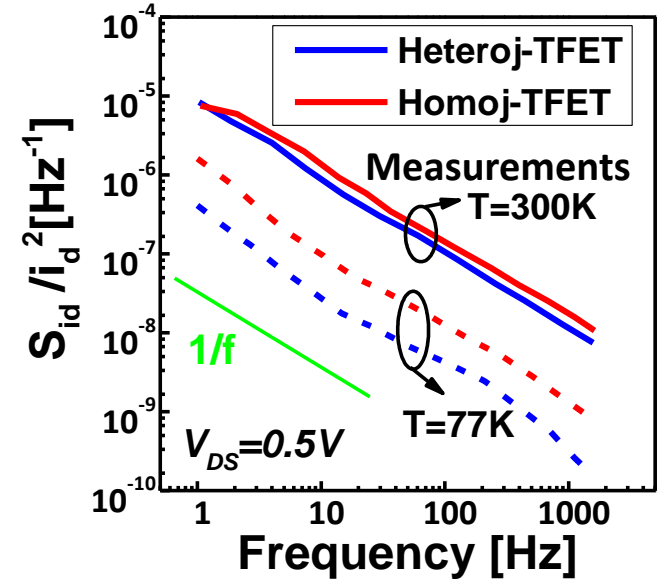 Heteroj-TFET
Homoj-TFET
Measurements
T=300K
T=77K
1/f
V_DS=0.5V
S_id /i_d^2[Hz^-1]
10^-4
10^-5
10^-6
10^-7
10^-8
10^-9
10^-10
1 10 100 1000
Frequency [Hz]